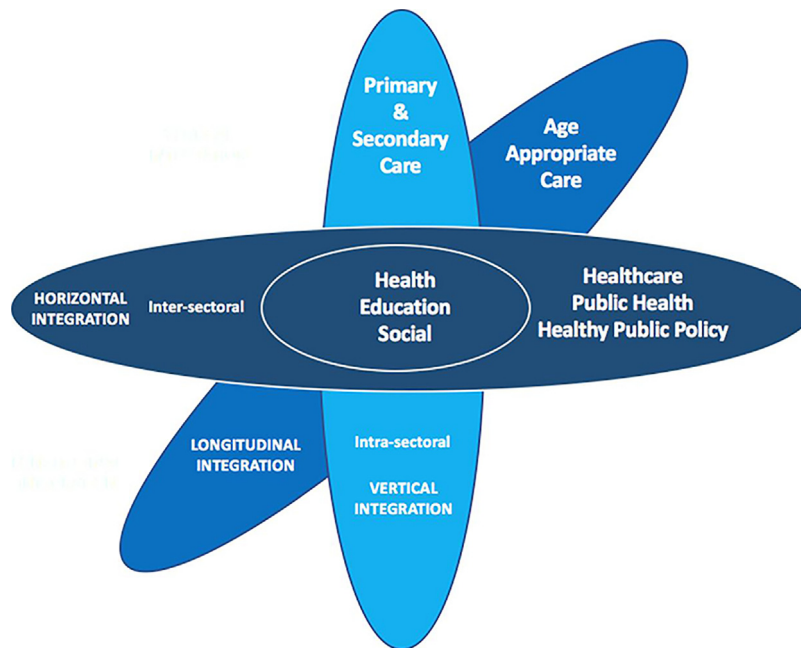 Primary
&
Secondary
Care
Age
Appropriate
Care
HORIZONTAL
INTEGRATION
Inter-sectoral
Health
Education
Social
Healthcare
Public Health
Healthy Public Policy
LONGITUDINAL
INTEGRATION
Intra-sectoral
VERTICAL
INTEGRATION